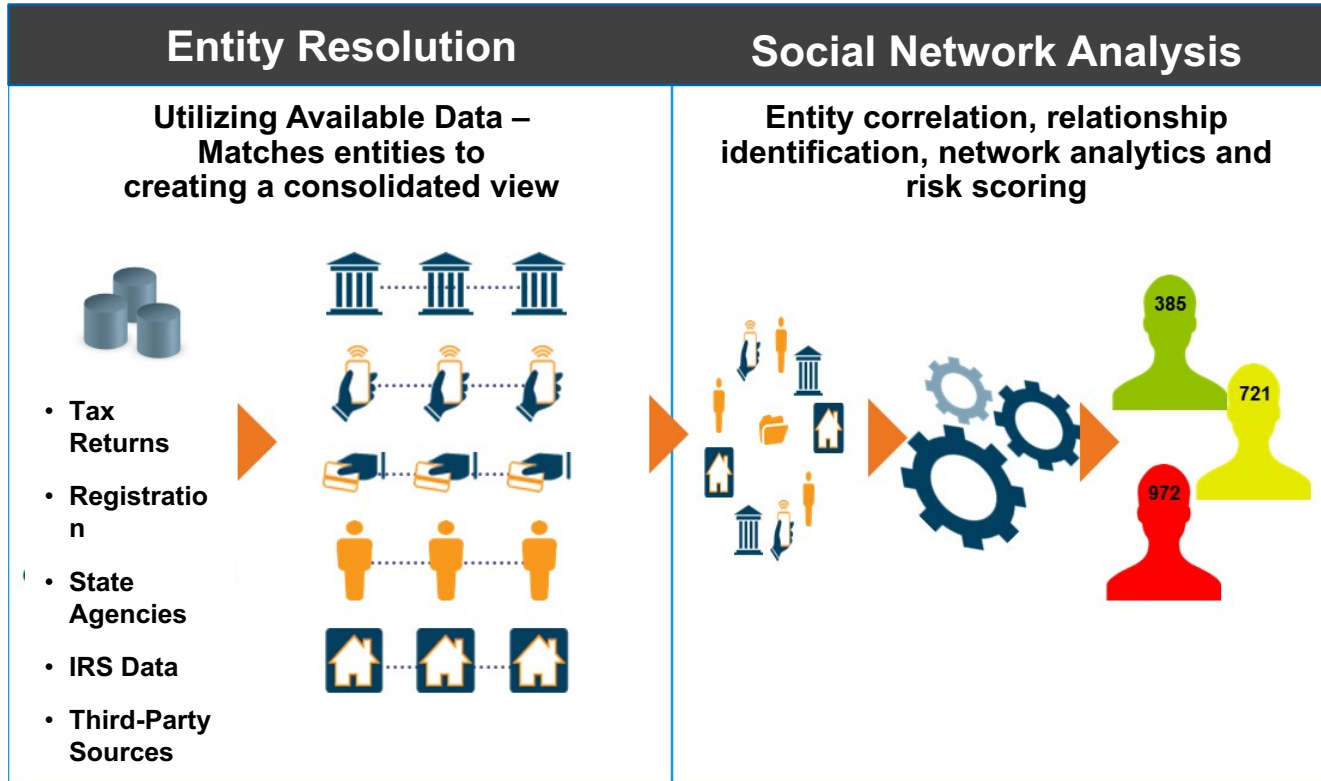 Entity Resolution
Social Network Analysis
Utilizing Available Data –
Matches entities to
creating a consolidated view
Entity correlation, relationship
identification, network analytics and
risk scoring
• Tax
Returns
• Registratio
n
• State
Agencies
• IRS Data
• Third-Party
Sources
385
721
972